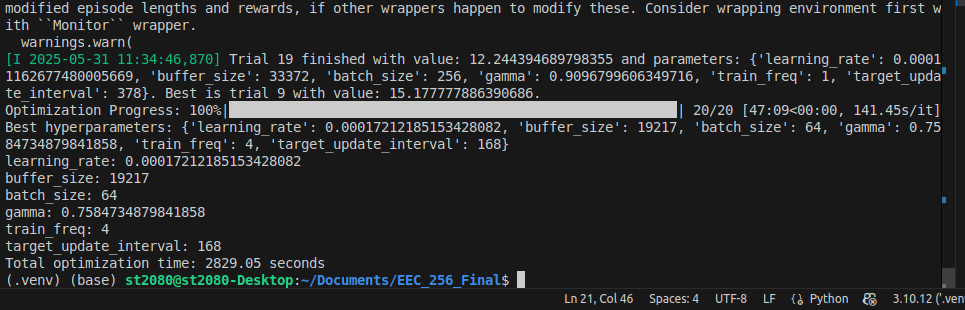 modified episode lengths and rewards, if other wrappers happen to modify these. Consider wrapping environment first w
ith ``Monitor`` wrapper.
  warnings.warn(
[I 2025-05-31 11:34:46,870] Trial 19 finished with value: 12.244394689798355 and parameters: {'learning_rate': 0.0001
1162677480005669, 'buffer_size': 33372, 'batch_size': 256, 'gamma': 0.9096799606349716, 'train_freq': 1, 'target_upda
te_interval': 378}. Best is trial 9 with value: 15.177777886390686.
Optimization Progress: 100%|██████████| 20/20 [47:09<00:00, 141.45s/it]
Best hyperparameters: {'learning_rate': 0.00017212185153428082, 'buffer_size': 19217, 'batch_size': 64, 'gamma': 0.75
84734879841858, 'train_freq': 4, 'target_update_interval': 168}
learning_rate: 0.00017212185153428082
buffer_size: 19217
batch_size: 64
gamma: 0.7584734879841858
train_freq: 4
target_update_interval: 168
Total optimization time: 2829.05 seconds
(.venv) (base) st2080@st2080-Desktop:~/Documents/EEC_256_Final$
Ln 21, Col 46 Spaces: 4 UTF-8 LF {} Python 3.10.12 ('.ven